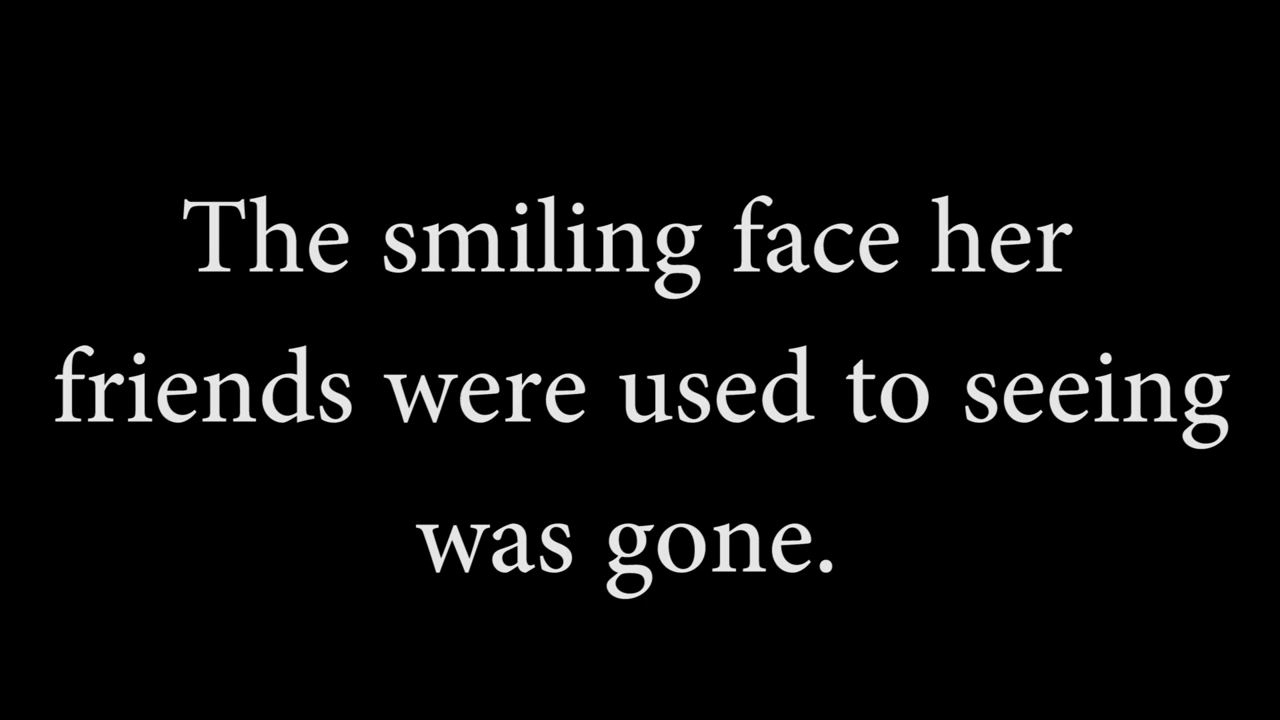 The smiling face her
friends were used to seeing
was gone.